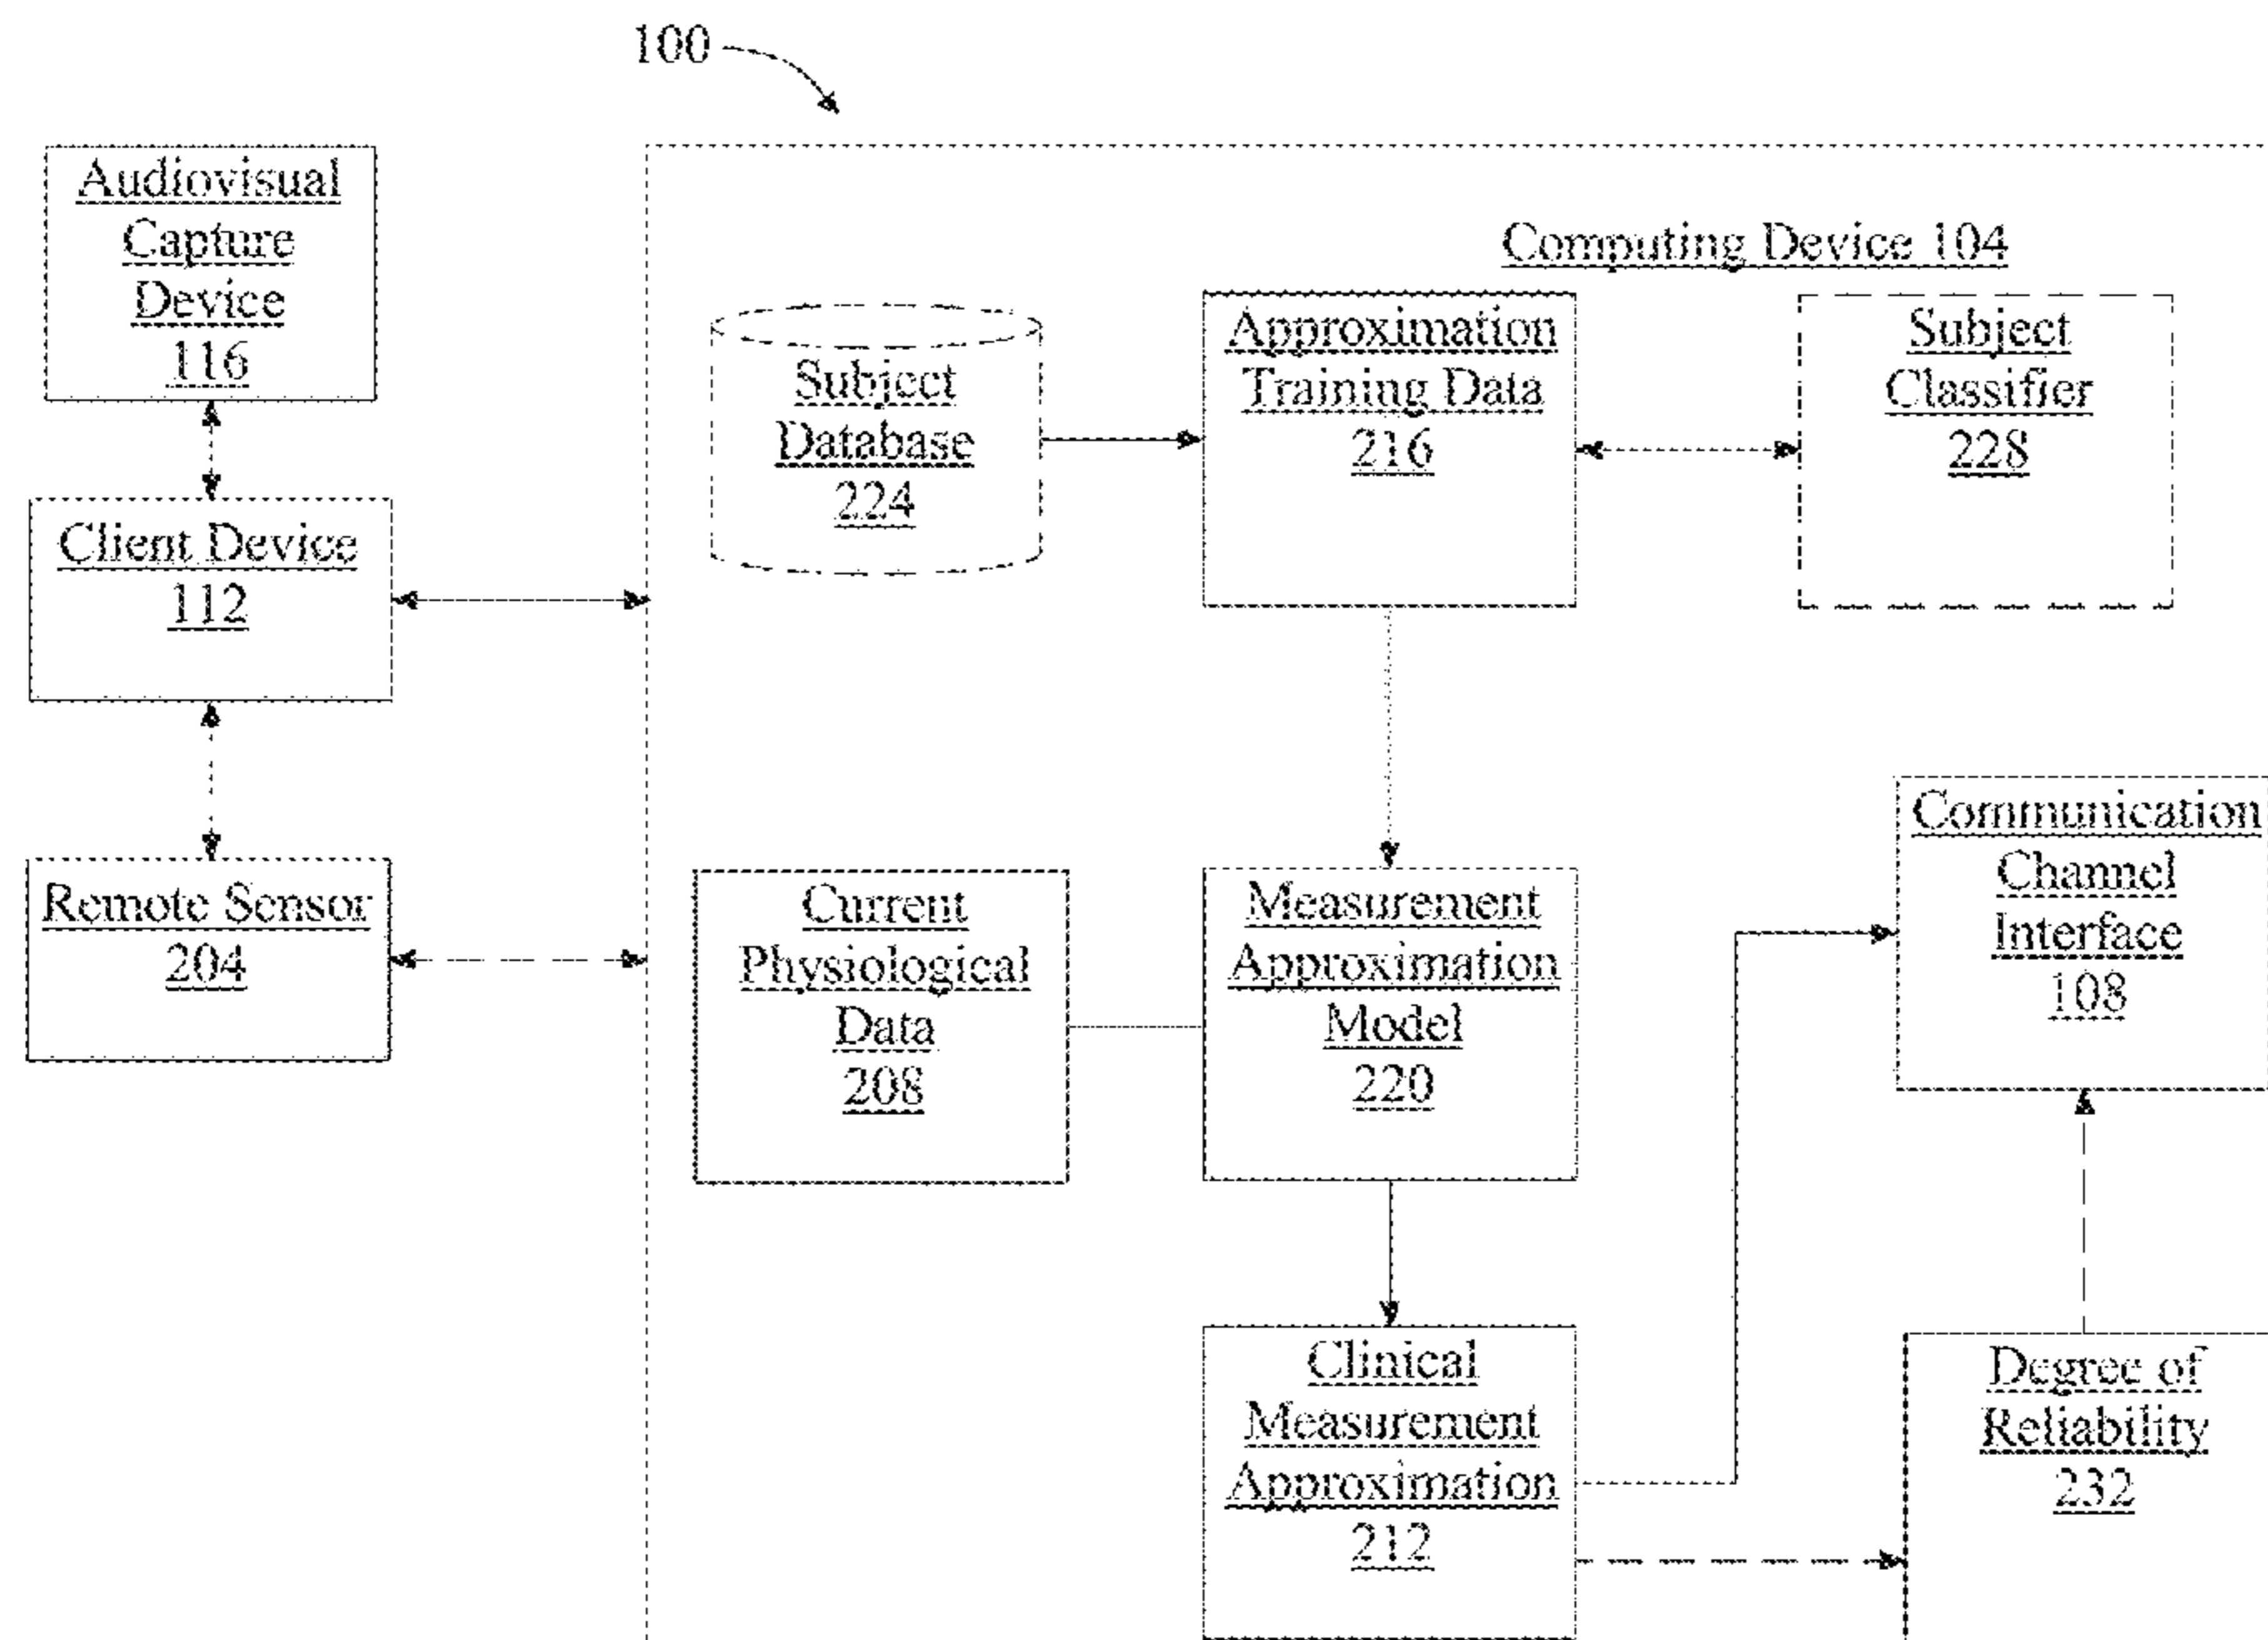 100
Audiovisual
Capture
Device
116
Client Device
112
Remote Sensor
204
Computing Device 104
Subject
Database
224
Approximation
Training Data
216
Subject
Classifier
228
Current
Physiological
Data
208
Measurement
Approximation
Model
220
Communication
Channel
Interface
108
Clinical
Measurement
Approximation
212
Degree of
Reliability
232